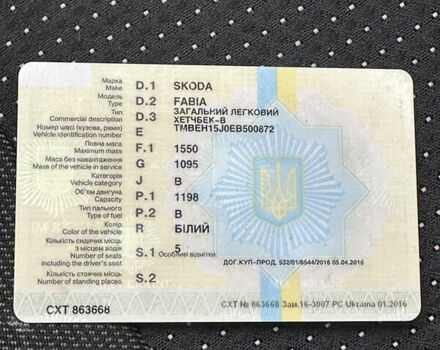 Марка
Make
D.1 SKODA
Модель
Type
D.2 FABIA
Тип
Commercial description
D.3 ЗАГАЛЬНИЙ ЛЕГКОВИЙ
ХЕТЧБЕК-В
Номер шасі (кузова, рами)
Vehicle identification number
E TMBEH15J0EB500872
Повна маса
Maximum mass
F.1 1550
Маса без навантаження
Mass of the vehicle in service
G 1095
Категорія
Vehicle category
J B
Об'єм двигуна
Capacity
P.1 1198
Тип пального
Type of fuel
P.2 B
Колір
Color of the vehicle
R БІЛИЙ
Кількість сидячих місць
з місцем водія
Number of seats
including the driver's seat
S.1 5
Особливі відмітки:
ДОГ.КУП-ПРОД. 532/01/6544/2016 05.04.2016
Кількість стоячих місць
Number of standing places
S.2
СХТ 863668
СХТ № 863668 Зам.16-3007 РС Ukraina 01.2016